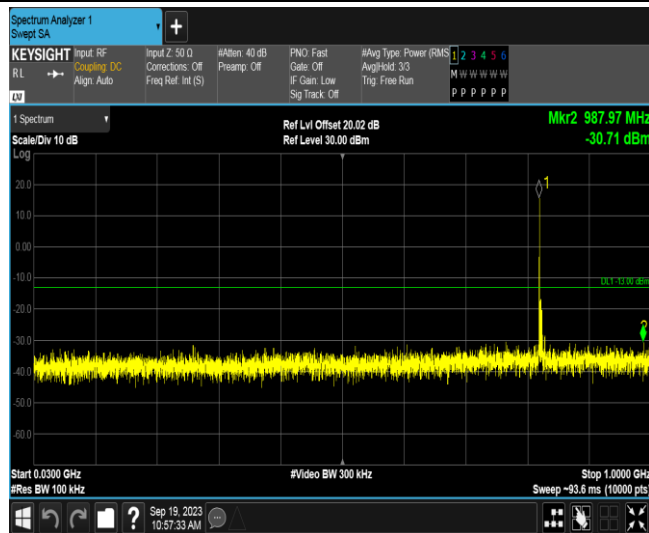 Spectrum Analyzer 1
Swept SA
+
KEYSIGHT
RL
LXI
Input: RF
Coupling: DC
Align: Auto
Input Z: 50 Ω
Corrections: Off
Freq Ref: Int (S)
#Atten: 40 dB
Preamp: Off
PNO: Fast
Gate: Off
IF Gain: Low
Sig Track: Off
#Avg Type: Power (RMS
Avg|Hold: 3/3
Trig: Free Run
1 2 3 4 5 6
M W W W W W
P P P P P P
1 Spectrum
Scale/Div 10 dB
Log
Ref Lvl Offset 20.02 dB
Ref Level 30.00 dBm
Mkr2 987.97 MHz
-30.71 dBm
1
20.0
10.0
0.00
-10.0
DL1 -13.00 dBm
-20.0
2
-30.0
-40.0
-50.0
-60.0
Start 0.0300 GHz
#Video BW 300 kHz
Stop 1.0000 GHz
#Res BW 100 kHz
Sweep ~93.6 ms (10000 pts)
?
Sep 19, 2023
10:57:33 AM